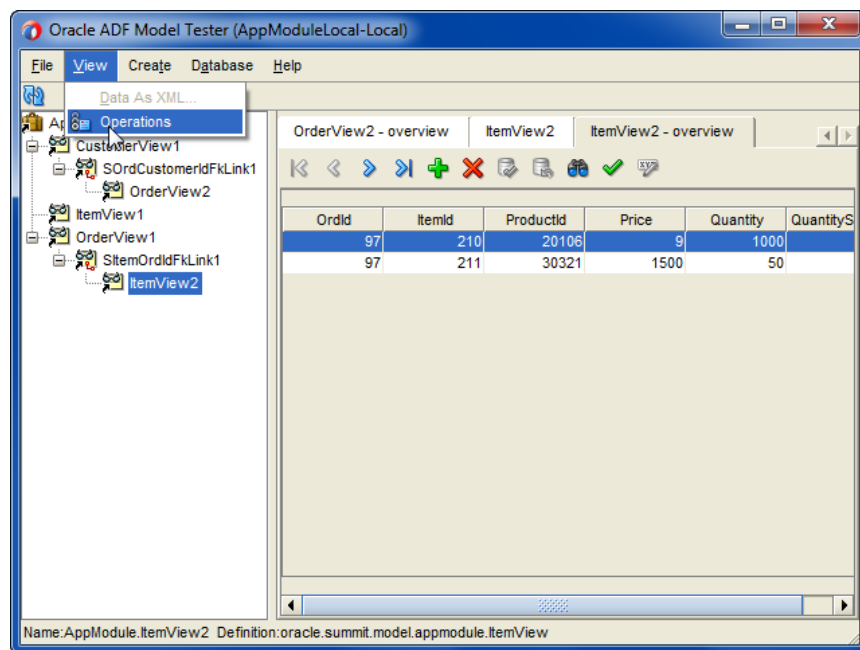 Oracle ADF Model Tester (AppModuleLocal-Local)
File View Create Database Help
Data As XML...
Operations
CustomerView1
SOrdCustomerIdFkLink1
OrderView2
ItemView1
OrderView1
SItemOrdIdFkLink1
ItemView2
OrderView2 - overview ItemView2 ItemView2 - overview
OrdId ItemId ProductId Price Quantity QuantityS
97 210 20106 9 1000
97 211 30321 1500 50
Name:AppModule.ItemView2 Definition:oracle.summit.model.appmodule.ItemView